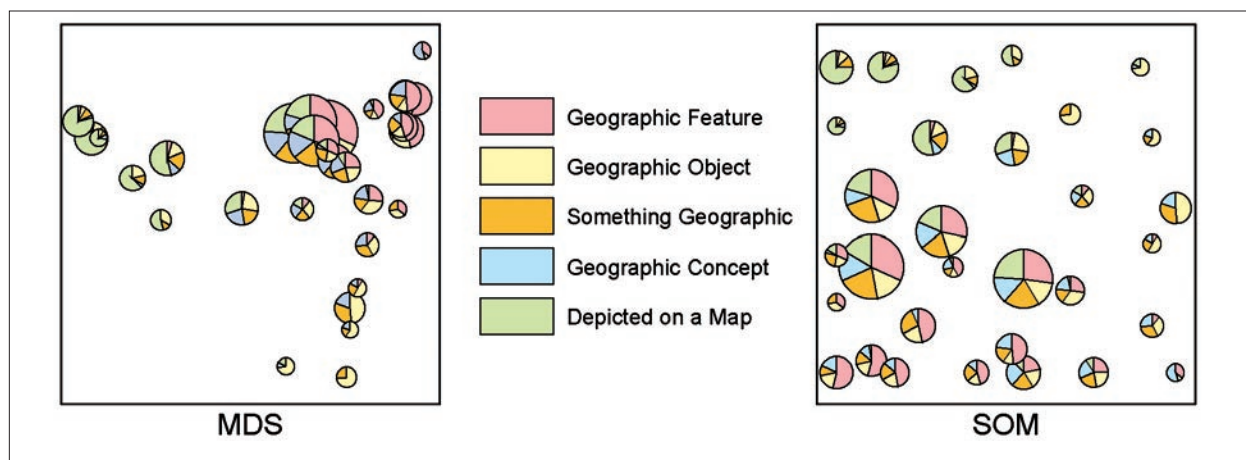 Geographic Feature
Geographic Object
Something Geographic
Geographic Concept
Depicted on a Map
MDS
SOM